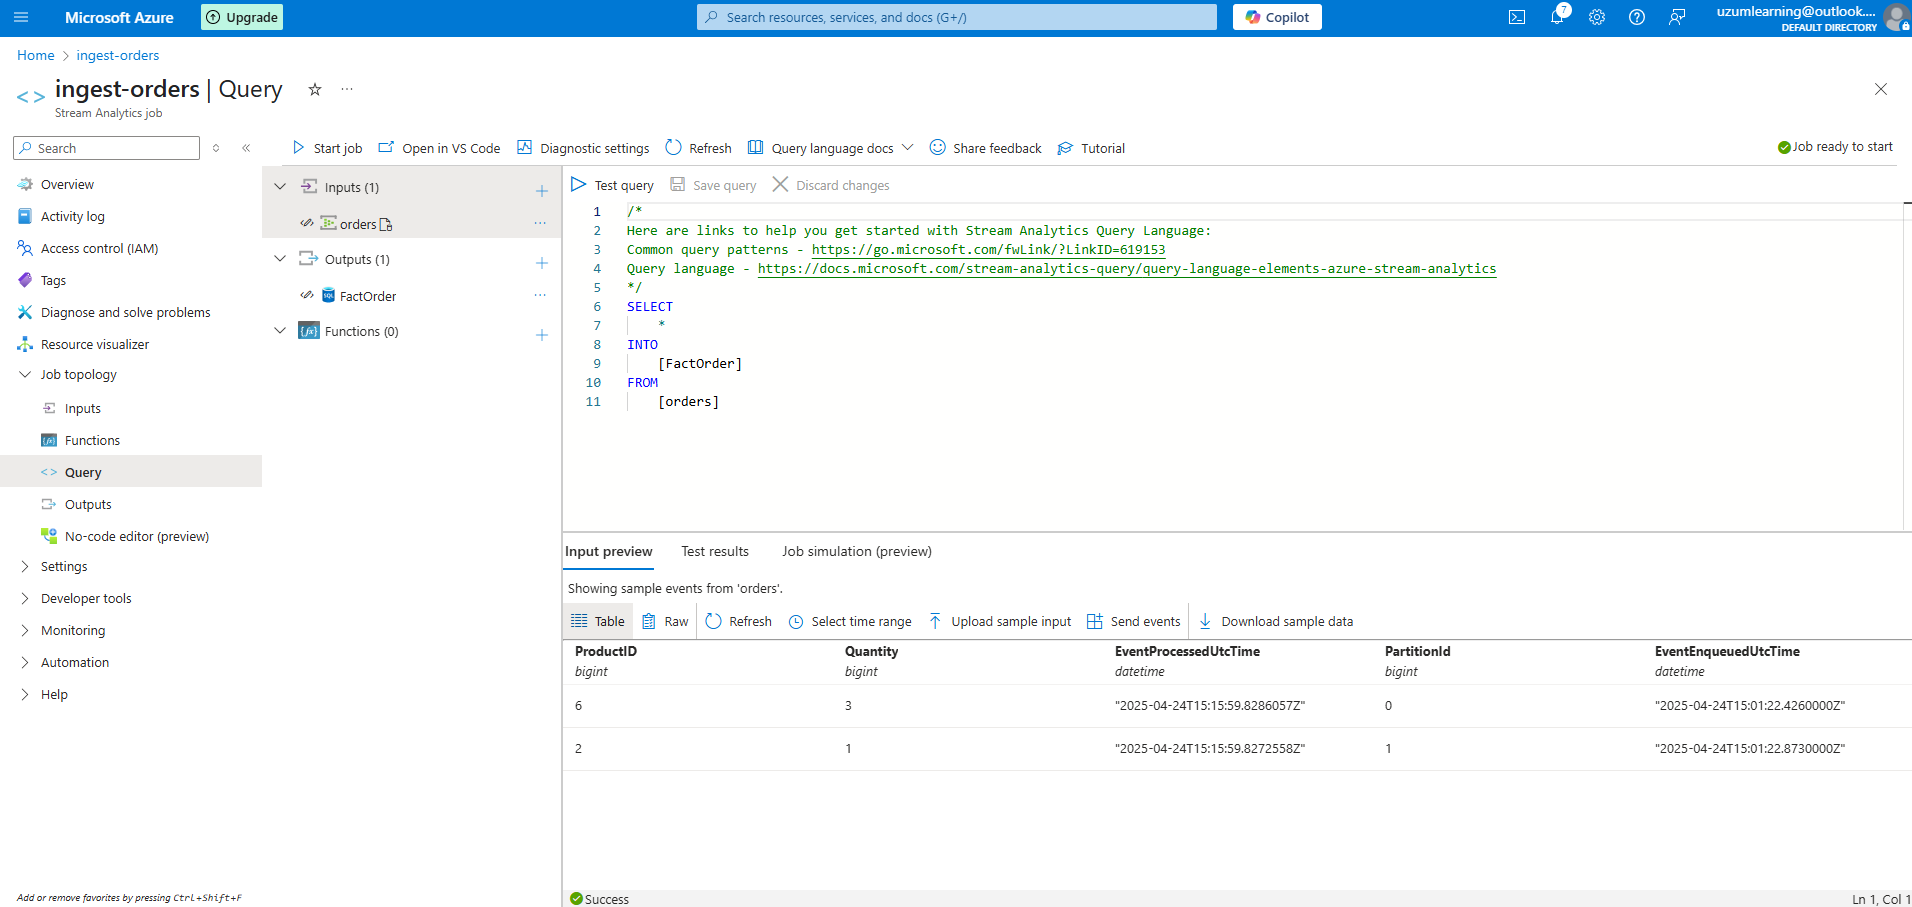 Microsoft Azure
Upgrade
Search resources, services, and docs (G+/)
Copilot
7
uzumlearning@outlook....
DEFAULT DIRECTORY
Home > ingest-orders
ingest-orders | Query
Stream Analytics job
Search
Start job
Open in VS Code
Diagnostic settings
Refresh
Query language docs
Share feedback
Tutorial
Job ready to start
Overview
Activity log
Access control (IAM)
Tags
Diagnose and solve problems
Resource visualizer
Job topology
Inputs
Functions
Query
Outputs
No-code editor (preview)
Settings
Developer tools
Monitoring
Automation
Help
Add or remove favorites by pressing Ctrl+Shift+F
Inputs (1)
orders
Outputs (1)
FactOrder
Functions (0)
Test query
Save query
Discard changes
1 /*
2 Here are links to help you get started with Stream Analytics Query Language:
3 Common query patterns - https://go.microsoft.com/fwLink/?LinkID=619153
4 Query language - https://docs.microsoft.com/stream-analytics-query/query-language-elements-azure-stream-analytics
5 */
6 SELECT
7 *
8 INTO
9 [FactOrder]
10 FROM
11 [orders]
Input preview
Test results
Job simulation (preview)
Showing sample events from 'orders'.
Table
Raw
Refresh
Select time range
Upload sample input
Send events
Download sample data
ProductID Quantity EventProcessedUtcTime PartitionId EventEnqueuedUtcTime
bigint bigint datetime bigint datetime
6 3 "2025-04-24T15:15:59.8286057Z" 0 "2025-04-24T15:01:22.4260000Z"
2 1 "2025-04-24T15:15:59.8272558Z" 1 "2025-04-24T15:01:22.8730000Z"
Success
Ln 1, Col 1